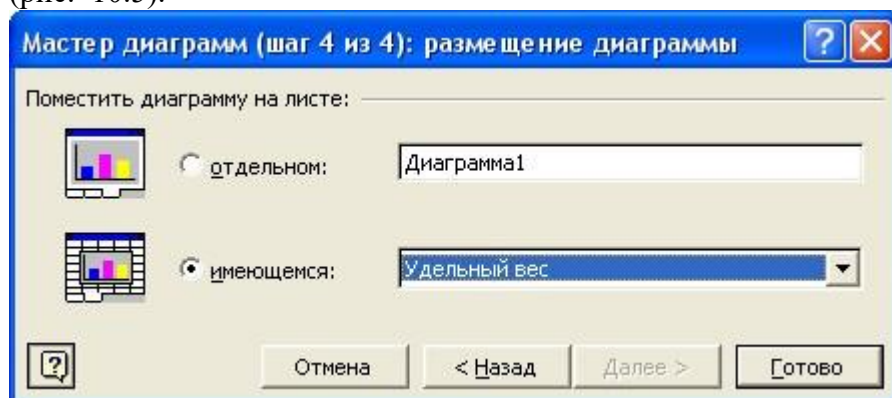 (рис. 10.5).
Мастер диаграмм (шаг 4 из 4): размещение диаграммы
Поместить диаграмму на листе:
отдельном: Диаграмма1
имеющемся: Удельный вес
Отмена < Назад Далее > Готово